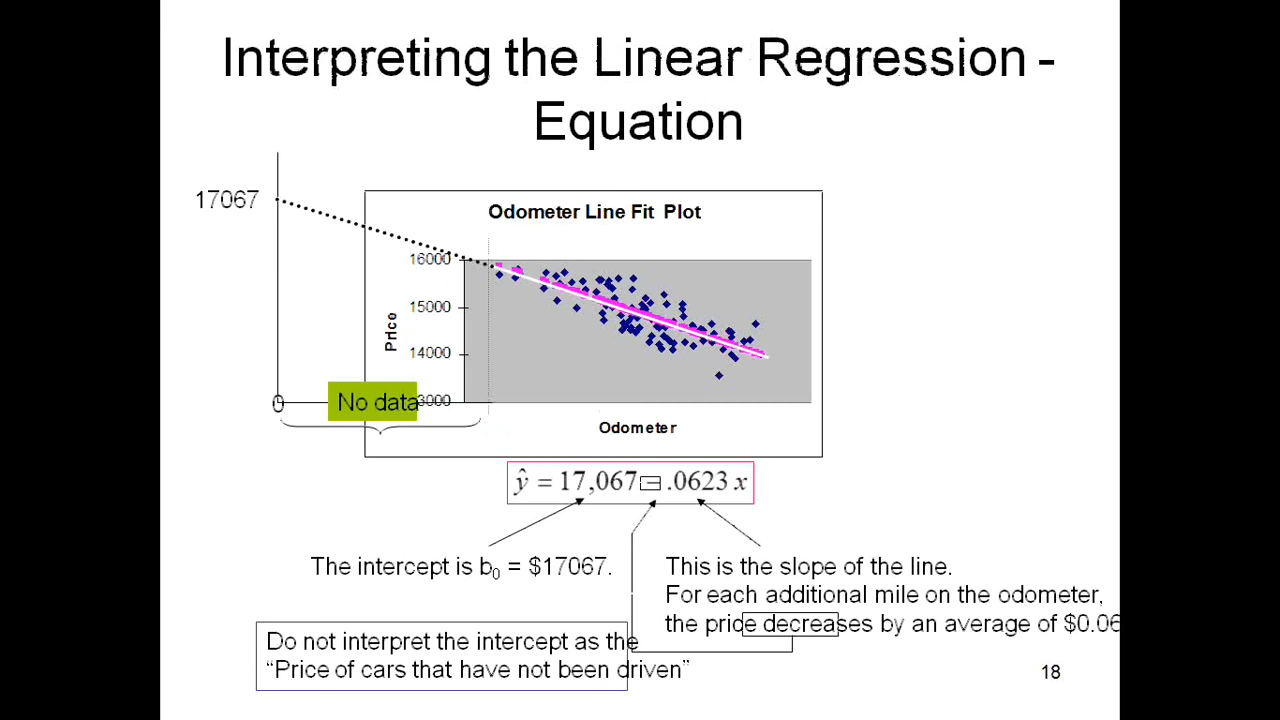 Interpreting the Linear Regression -
Equation
17067
Odometer Line Fit Plot
16000
15000
14000
3000
Price
0
No data
Odometer
ŷ = 17,067 − .0623 x
The intercept is b₀ = $17067.
This is the slope of the line.
For each additional mile on the odometer,
the price decreases by an average of $0.06
Do not interpret the intercept as the
“Price of cars that have not been driven”
18